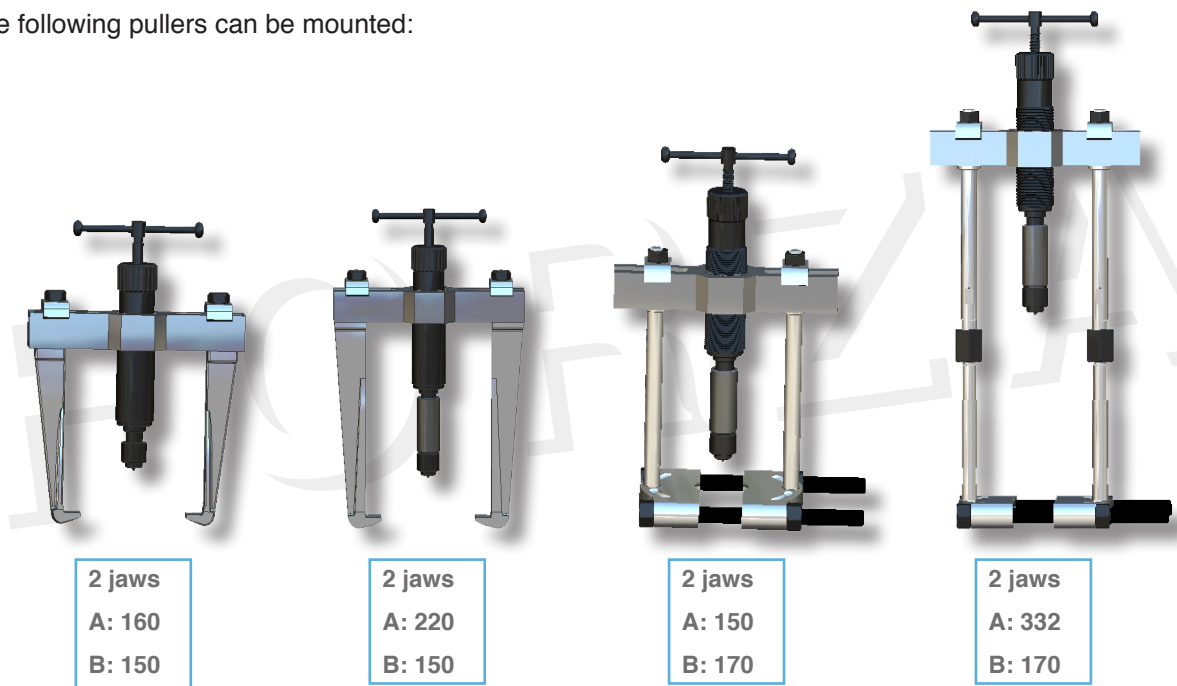 e following pullers can be mounted:
FORZA
2 jaws
A: 160
B: 150
2 jaws
A: 220
B: 150
2 jaws
A: 150
B: 170
2 jaws
A: 332
B: 170